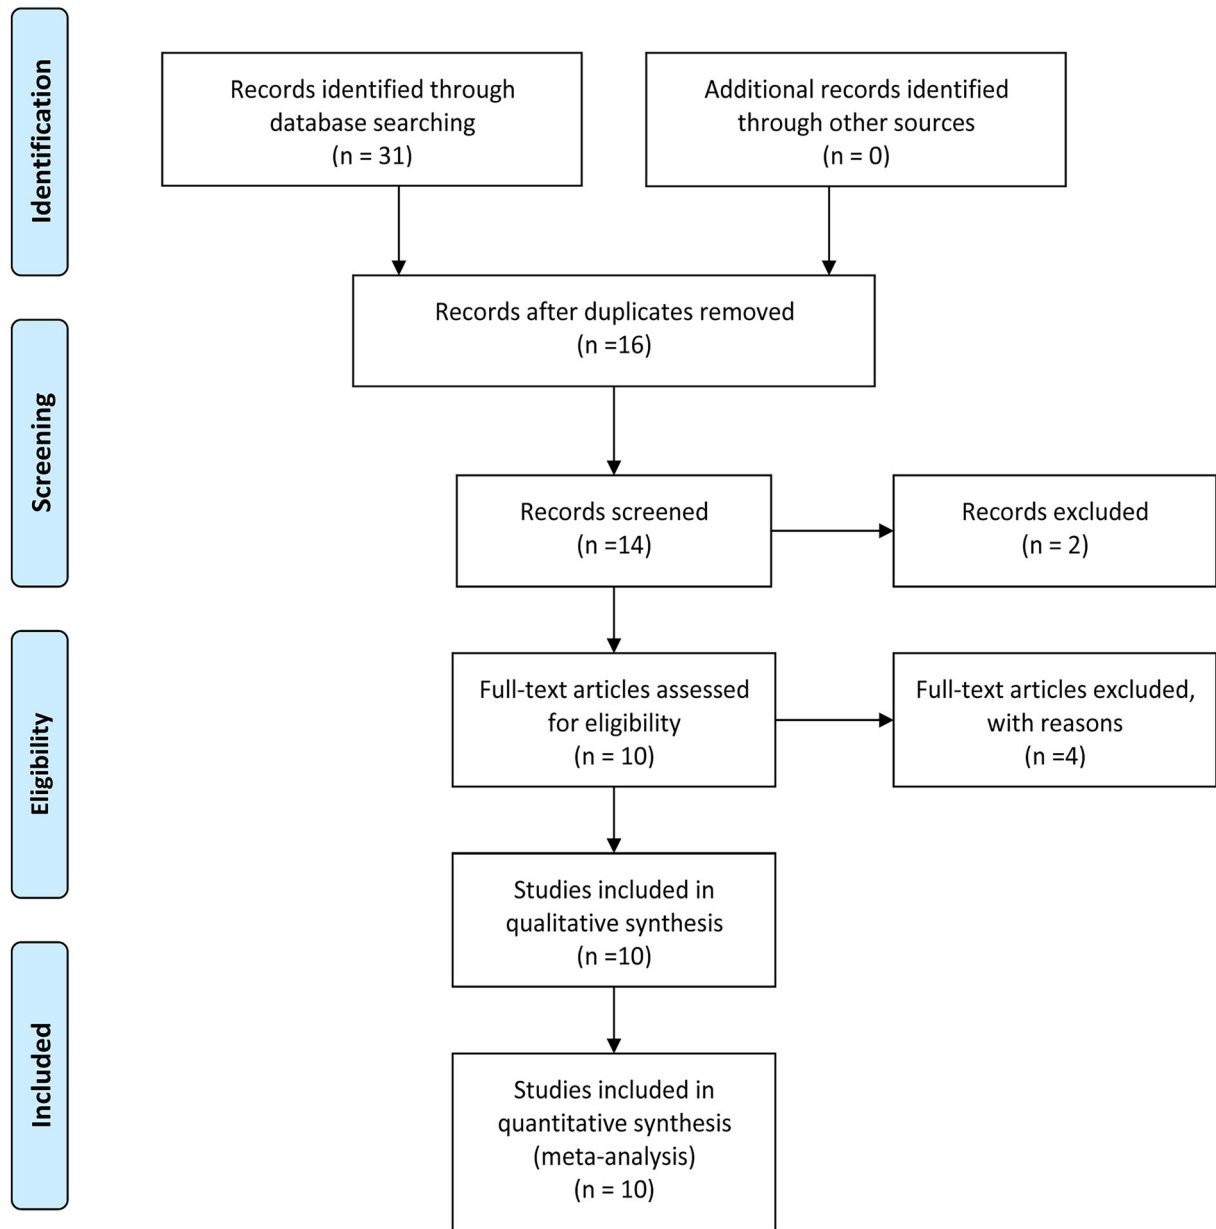 Identification
Records identified through
database searching
(n = 31)
Additional records identified
through other sources
(n = 0)
Records after duplicates removed
(n =16)
Screening
Records screened
(n =14)
Records excluded
(n = 2)
Eligibility
Full-text articles assessed
for eligibility
(n = 10)
Full-text articles excluded,
with reasons
(n =4)
Studies included in
qualitative synthesis
(n =10)
Included
Studies included in
quantitative synthesis
(meta-analysis)
(n = 10)